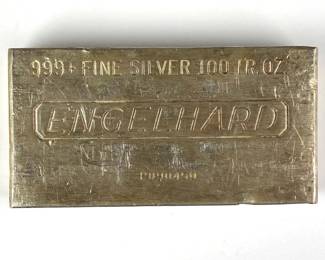 999+ FINE SILVER 100 TR. OZ
ENGELHARD